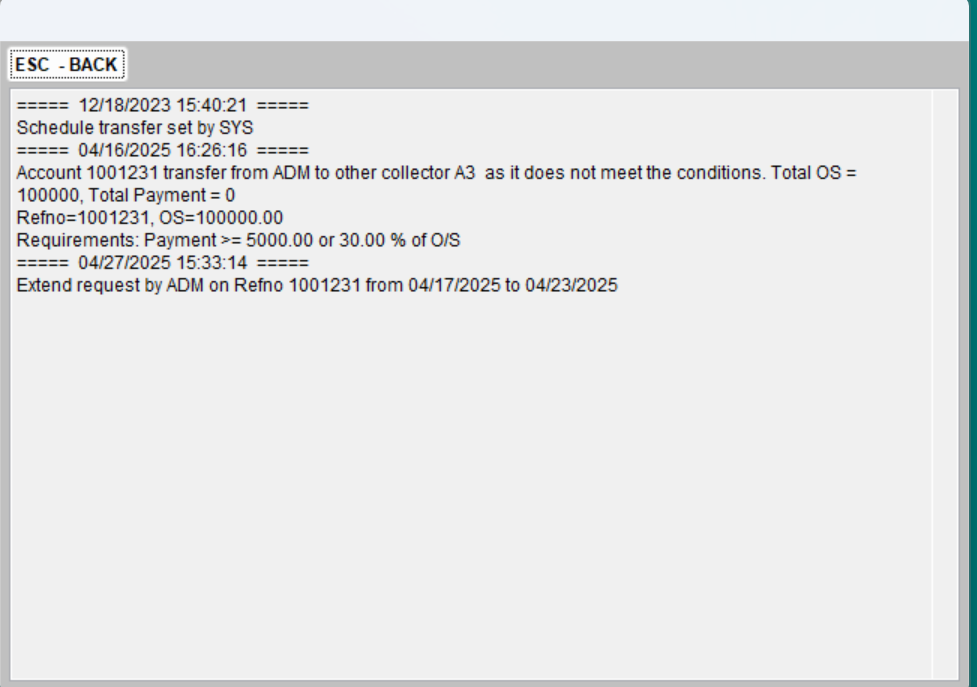 ESC - BACK
===== 12/18/2023 15:40:21 =====
Schedule transfer set by SYS
===== 04/16/2025 16:26:16 =====
Account 1001231 transfer from ADM to other collector A3 as it does not meet the conditions. Total OS =
100000, Total Payment = 0
Refno=1001231, OS=100000.00
Requirements: Payment >= 5000.00 or 30.00 % of O/S
===== 04/27/2025 15:33:14 =====
Extend request by ADM on Refno 1001231 from 04/17/2025 to 04/23/2025